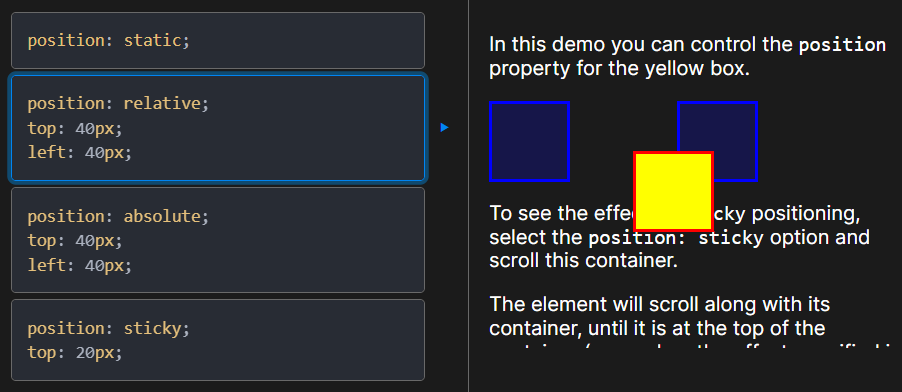 position: static;
position: relative;
top: 40px;
left: 40px;
position: absolute;
top: 40px;
left: 40px;
position: sticky;
top: 20px;
In this demo you can control the position
property for the yellow box.
To see the effe cky positioning,
select the position: sticky option and
scroll this container.
The element will scroll along with its
container, until it is at the top of the